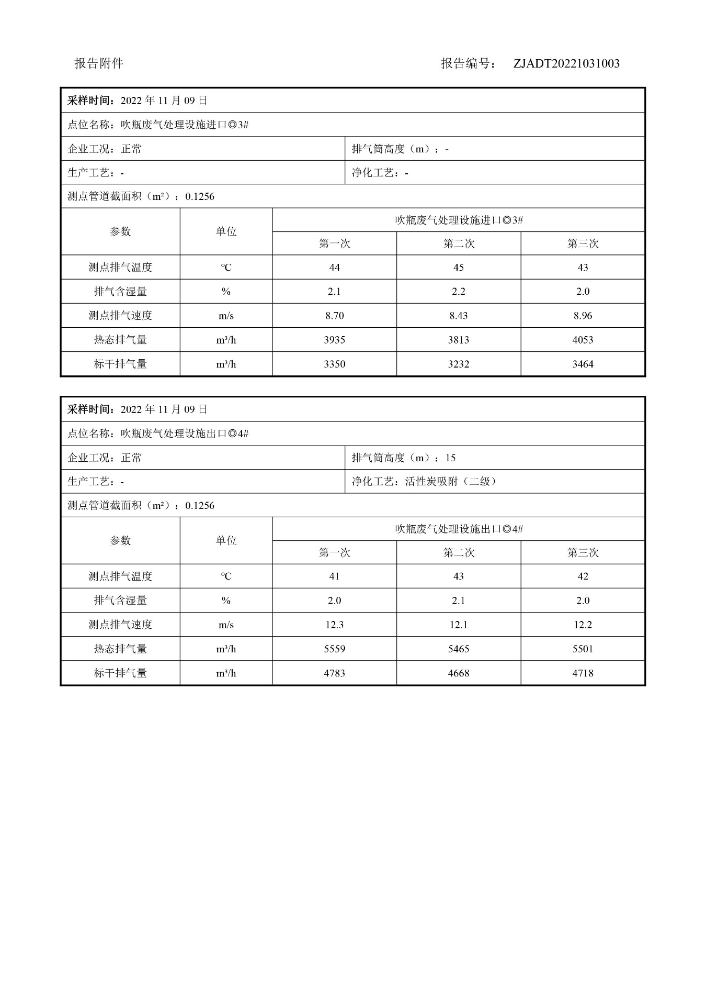 报告附件 报告编号： ZJADT20221031003
采样时间：2022 年 11 月 09 日
点位名称：吹瓶废气处理设施进口◎3#
企业工况：正常 排气筒高度（m）：-
生产工艺：- 净化工艺：-
测点管道截面积（m²）：0.1256
参数 单位 吹瓶废气处理设施进口◎3#
第一次 第二次 第三次
测点排气温度 ℃ 44 45 43
排气含湿量 % 2.1 2.2 2.0
测点排气速度 m/s 8.70 8.43 8.96
热态排气量 m³/h 3935 3813 4053
标干排气量 m³/h 3350 3232 3464
采样时间：2022 年 11 月 09 日
点位名称：吹瓶废气处理设施出口◎4#
企业工况：正常 排气筒高度（m）：15
生产工艺：- 净化工艺：活性炭吸附（二级）
测点管道截面积（m²）：0.1256
参数 单位 吹瓶废气处理设施出口◎4#
第一次 第二次 第三次
测点排气温度 ℃ 41 43 42
排气含湿量 % 2.0 2.1 2.0
测点排气速度 m/s 12.3 12.1 12.2
热态排气量 m³/h 5559 5465 5501
标干排气量 m³/h 4783 4668 4718